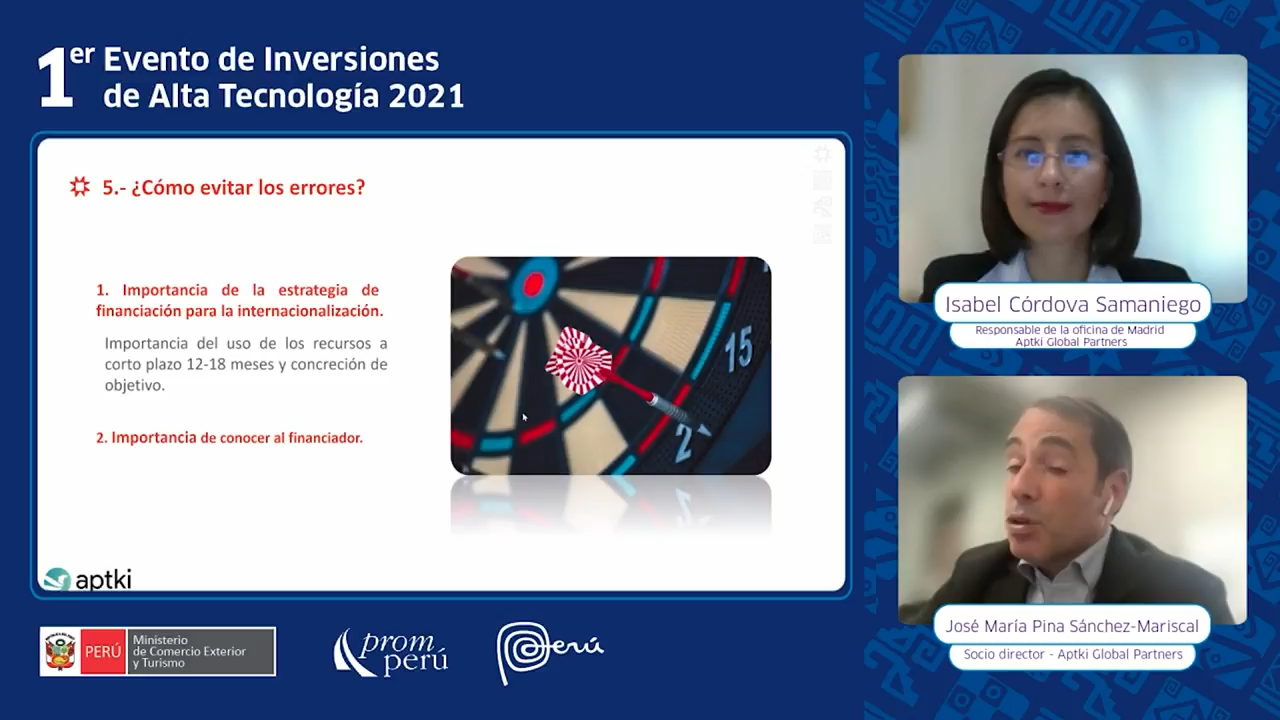 1er Evento de Inversiones
de Alta Tecnología 2021
5.- ¿Cómo evitar los errores?
1. Importancia de la estrategia de
financiación para la internacionalización.
Importancia del uso de los recursos a
corto plazo 12-18 meses y concreción de
objetivo.
2. Importancia de conocer al financiador.
15
2
aptki
PERÚ
Ministerio
de Comercio Exterior
y Turismo
prom
perú
Perú
Isabel Córdova Samaniego
Responsable de la oficina de Madrid
Aptki Global Partners
José María Pina Sánchez-Mariscal
Socio director - Aptki Global Partners